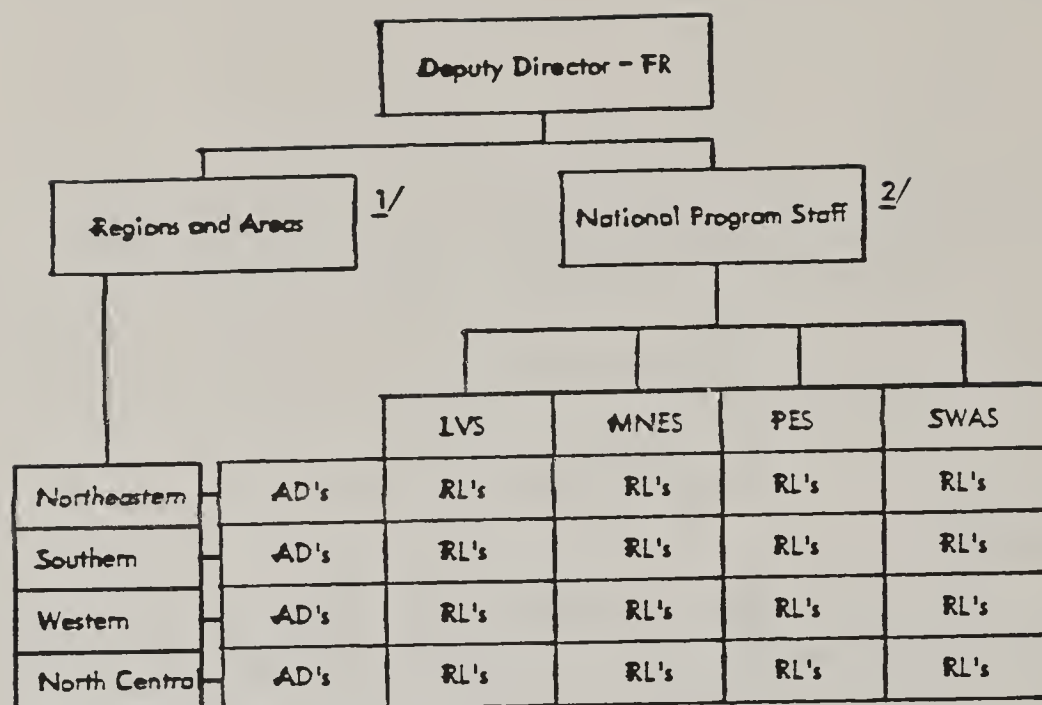 Deputy Director - FR
Regions and Areas 1/
National Program Staff 2/
LVS MNES PES SWAS
Northeastern AD's RL's RL's RL's RL's
Southern AD's RL's RL's RL's RL's
Western AD's RL's RL's RL's RL's
North Central AD's RL's RL's RL's RL's